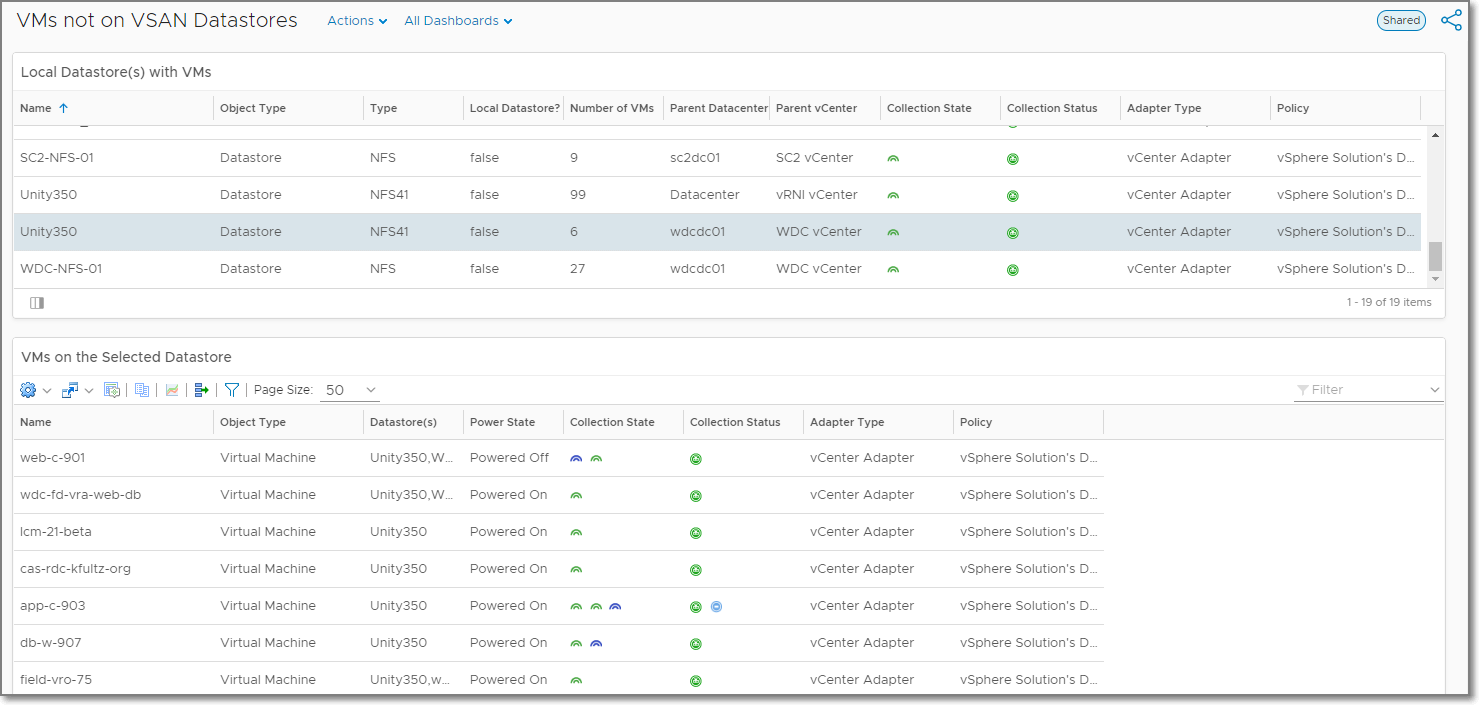 VMs not on VSAN Datastores Actions All Dashboards Shared
Local Datastore(s) with VMs
Name Object Type Type Local Datastore? Number of VMs Parent Datacenter Parent vCenter Collection State Collection Status Adapter Type Policy
SC2-NFS-01 Datastore NFS false 9 sc2dc01 SC2 vCenter vCenter Adapter vSphere Solution's D...
Unity350 Datastore NFS41 false 99 Datacenter vRNI vCenter vCenter Adapter vSphere Solution's D...
Unity350 Datastore NFS41 false 6 wdcdc01 WDC vCenter vCenter Adapter vSphere Solution's D...
WDC-NFS-01 Datastore NFS false 27 wdcdc01 WDC vCenter vCenter Adapter vSphere Solution's D...
1 - 19 of 19 items
VMs on the Selected Datastore
Page Size: 50 Filter
Name Object Type Datastore(s) Power State Collection State Collection Status Adapter Type Policy
web-c-901 Virtual Machine Unity350,W... Powered Off vCenter Adapter vSphere Solution's D...
wdc-fd-vra-web-db Virtual Machine Unity350,W... Powered On vCenter Adapter vSphere Solution's D...
lcm-21-beta Virtual Machine Unity350 Powered On vCenter Adapter vSphere Solution's D...
cas-rdc-kfultz-org Virtual Machine Unity350 Powered On vCenter Adapter vSphere Solution's D...
app-c-903 Virtual Machine Unity350 Powered On vCenter Adapter vSphere Solution's D...
db-w-907 Virtual Machine Unity350 Powered On vCenter Adapter vSphere Solution's D...
field-vro-75 Virtual Machine Unity350,w... Powered On vCenter Adapter vSphere Solution's D...